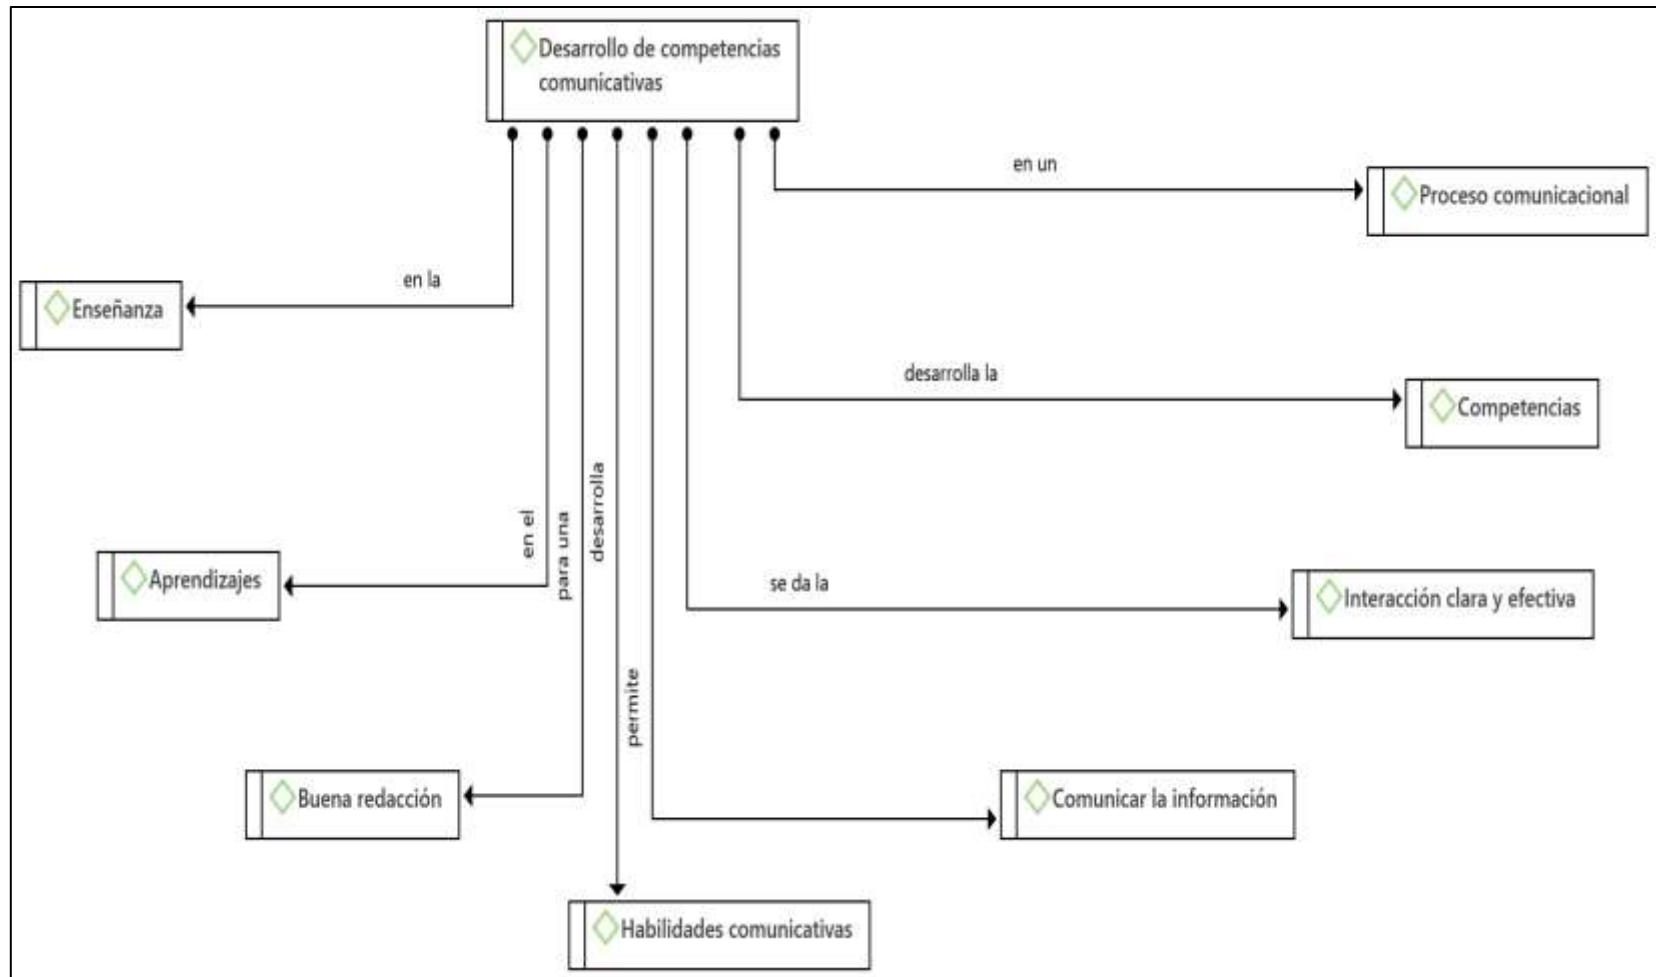 Desarrollo de competencias
comunicativas
en un
Proceso comunicacional
en la
Enseñanza
desarrolla la
Competencias
en el
para una
desarrolla
Aprendizajes
se da la
Interacción clara y efectiva
permite
Buena redacción
Comunicar la información
Habilidades comunicativas